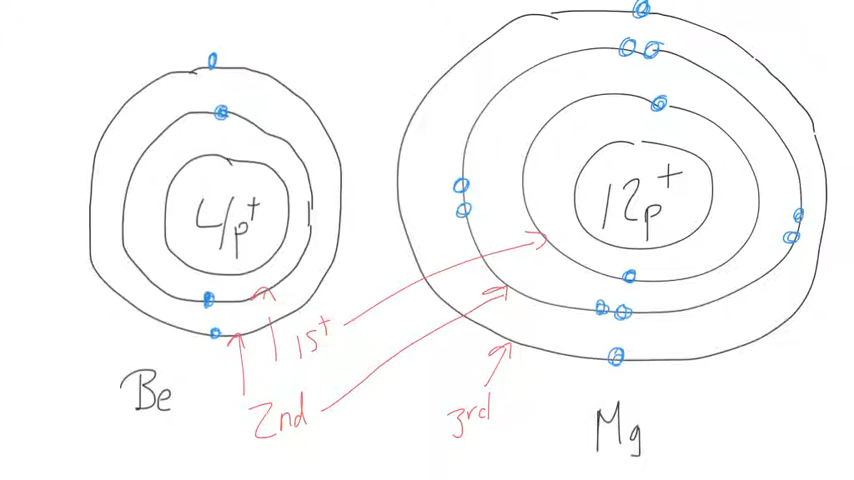 4p+
12p+
1st
2nd
3rd
Be
Mg